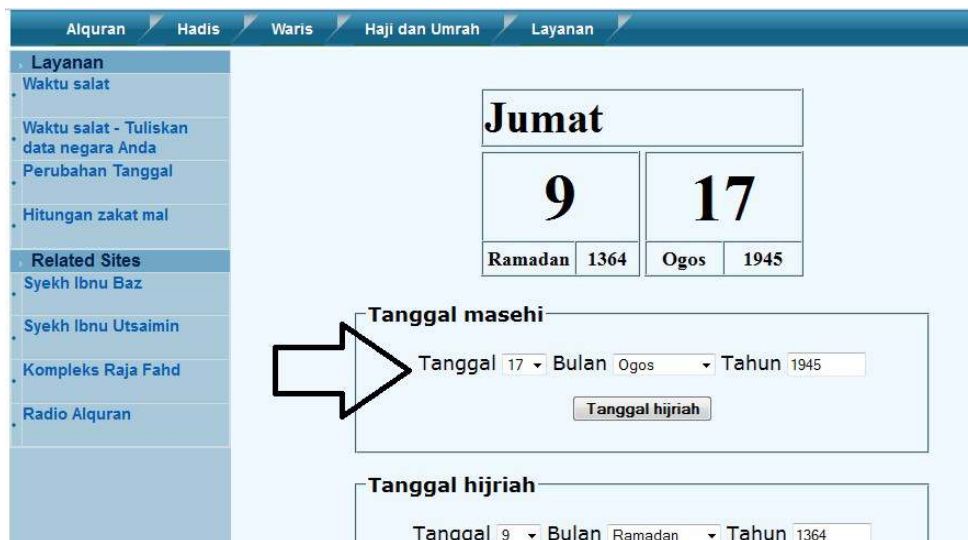 Alquran Hadis Waris Haji dan Umrah Layanan
Layanan
Waktu salat
Waktu salat - Tuliskan
data negara Anda
Perubahan Tanggal
Hitungan zakat mal
Related Sites
Syekh Ibnu Baz
Syekh Ibnu Utsaimin
Kompleks Raja Fahd
Radio Alquran
Jumat
9 17
Ramadan 1364 Ogos 1945
Tanggal masehi
Tanggal 17 Bulan Ogos Tahun 1945
Tanggal hijriah
Tanggal hijriah
Tanggal 9 Bulan Ramadan Tahun 1364